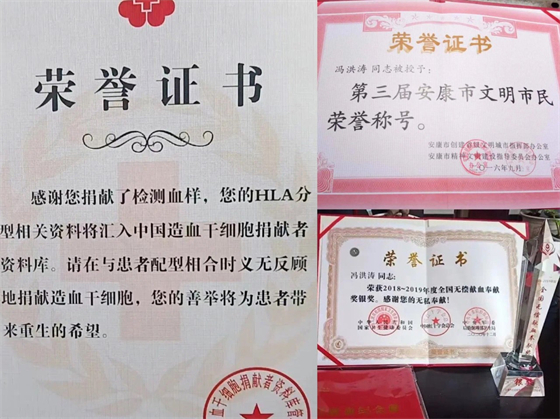 荣誉证书
感谢您捐献了检测血样，您的HLA分
型相关资料将汇入中国造血干细胞捐献者
资料库。请在与患者配型相合时义无反顾
地捐献造血干细胞，您的善举将为患者带
来重生的希望。
荣誉证书
冯洪涛 同志被授予：
第三届安康市文明市民
荣誉称号。
二〇一六年九月
荣誉证书
冯洪涛 同志：
荣获2018~2019年度全国无偿献血奉献
奖银奖。感谢您的无私奉献！